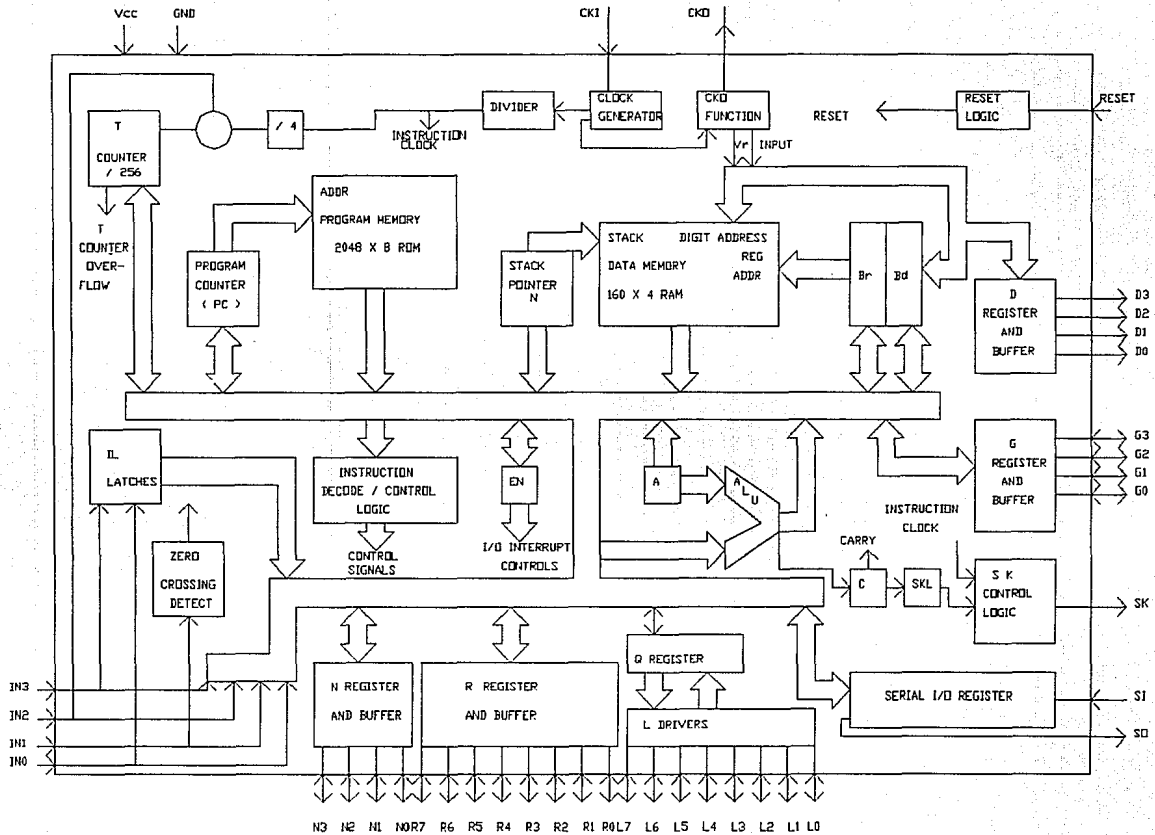 Vcc GND CKI CKO
T
COUNTER
/ 256
/ 4
INSTRUCTION
CLOCK
DIVIDER
CLOCK
GENERATOR
CKO
FUNCTION
RESET
RESET
LOGIC
RESET
Vr INPUT
T
COUNTER
OVER-
FLOW
PROGRAM
COUNTER
( PC )
ADDR
PROGRAM MEMORY
2048 X 8 ROM
STACK
POINTER
N
STACK DIGIT ADDRESS
REG
DATA MEMORY
ADDR
160 X 4 RAM
Br Bd
D
REGISTER
AND
BUFFER
D3
D2
D1
D0
IL
LATCHES
INSTRUCTION
DECODE / CONTROL
LOGIC
CONTROL
SIGNALS
EN
I/O INTERRUPT
CONTROLS
A
ALU
G
REGISTER
AND
BUFFER
G3
G2
G1
G0
INSTRUCTION
CLOCK
ZERO
CROSSING
DETECT
CARRY
C
SKL
S K
CONTROL
LOGIC
SK
IN3
IN2
IN1
IN0
N REGISTER
AND BUFFER
R REGISTER
AND BUFFER
Q REGISTER
L DRIVERS
SERIAL I/O REGISTER
SI
SO
N3 N2 N1 N0 R7 R6 R5 R4 R3 R2 R1 R0 L7 L6 L5 L4 L3 L2 L1 L0